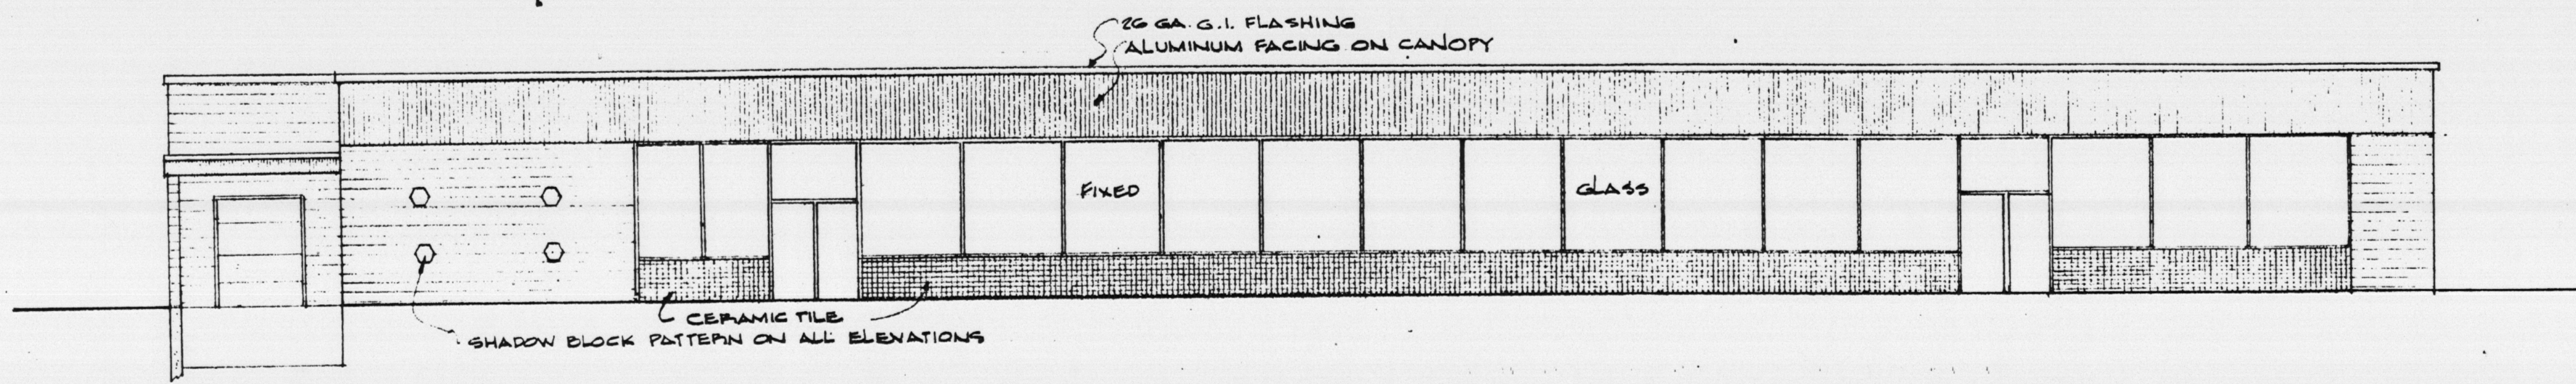 26 GA. G.I. FLASHING
ALUMINUM FACING ON CANOPY
FIXED GLASS
CERAMIC TILE
SHADOW BLOCK PATTERN ON ALL ELEVATIONS